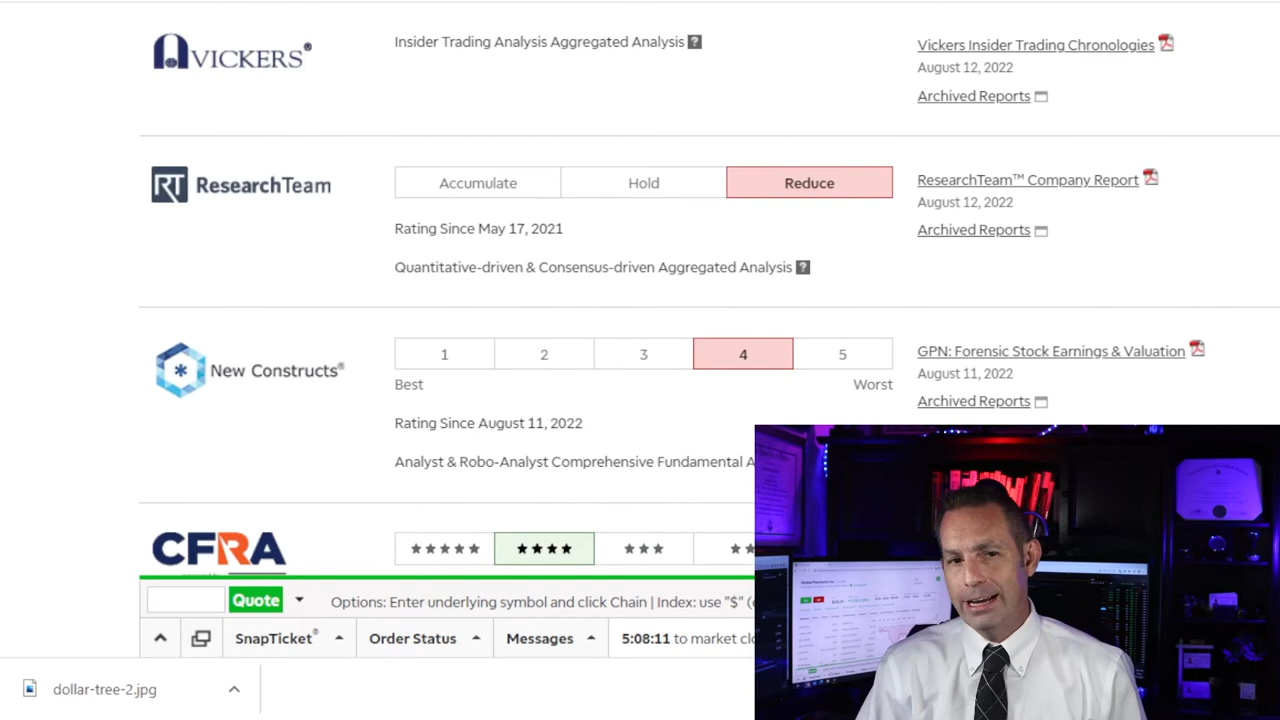 VICKERS®
Insider Trading Analysis Aggregated Analysis ?
Vickers Insider Trading Chronologies
August 12, 2022
Archived Reports
RT ResearchTeam
Accumulate Hold Reduce
Rating Since May 17, 2021
Quantitative-driven & Consensus-driven Aggregated Analysis ?
ResearchTeam™ Company Report
August 12, 2022
Archived Reports
New Constructs®
1 2 3 4 5
Best Worst
Rating Since August 11, 2022
Analyst & Robo-Analyst Comprehensive Fundamental A
GPN: Forensic Stock Earnings & Valuation
August 11, 2022
Archived Reports
CFRA
★★★★★ ★★★★ ★★★ ★★
Quote Options: Enter underlying symbol and click Chain | Index: use "$" (
SnapTicket® Order Status Messages 5:08:11 to market clo
dollar-tree-2.jpg